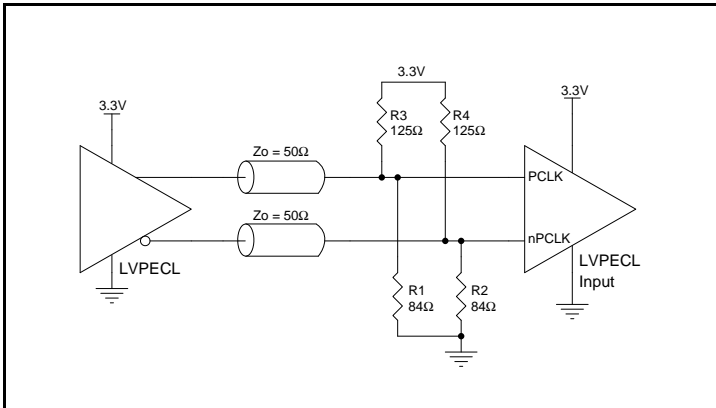 3.3V
3.3V
3.3V
R3
125Ω
R4
125Ω
Zo = 50Ω
PCLK
Zo = 50Ω
nPCLK
LVPECL
LVPECL
Input
R1
84Ω
R2
84Ω